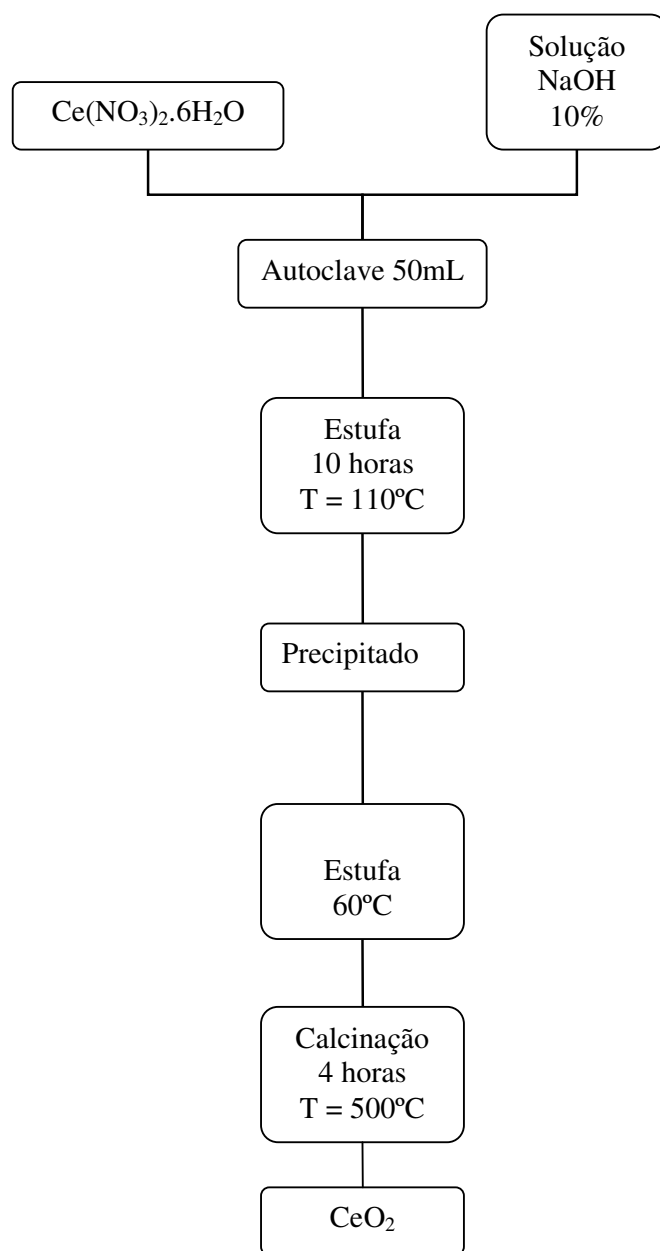 Ce(NO₃)₂.6H₂O
Solução
NaOH
10%
Autoclave 50mL
Estufa
10 horas
T = 110ºC
Precipitado
Estufa
60ºC
Calcinação
4 horas
T = 500ºC
CeO₂